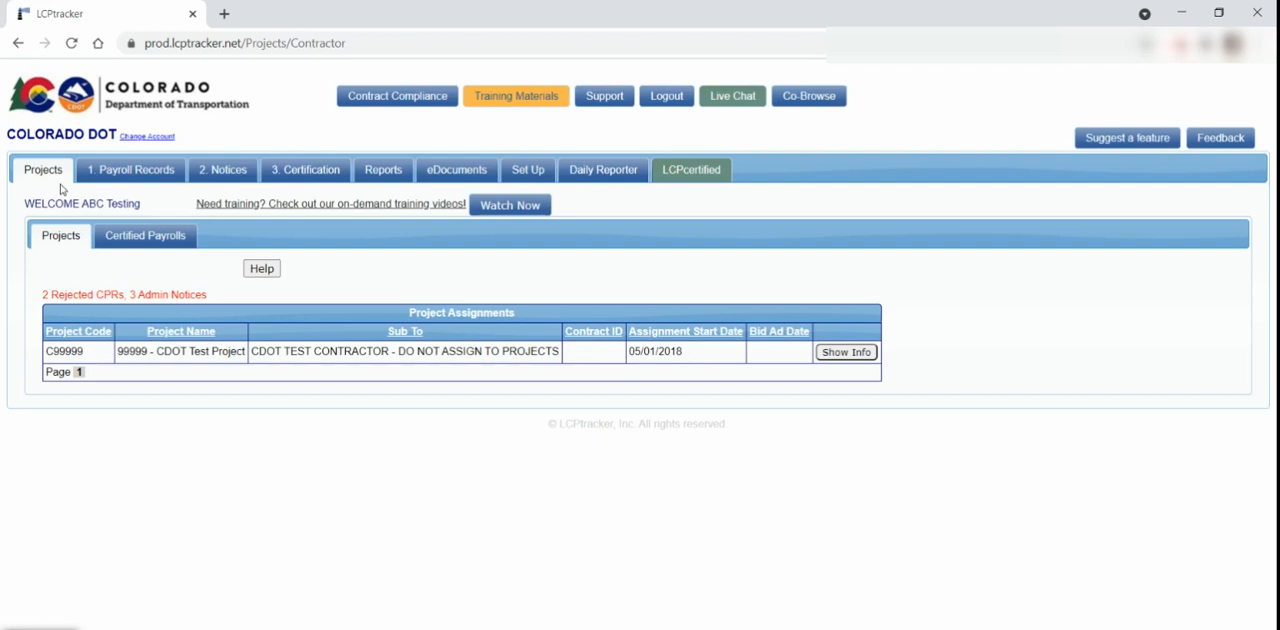 LCPtracker
prod.lcptracker.net/Projects/Contractor
COLORADO
Department of Transportation
CDOT
Contract Compliance Training Materials Support Logout Live Chat Co-Browse
COLORADO DOT Change Account
Suggest a feature Feedback
Projects 1. Payroll Records 2. Notices 3. Certification Reports eDocuments Set Up Daily Reporter LCPcertified
WELCOME ABC Testing Need training? Check out our on-demand training videos! Watch Now
Projects Certified Payrolls
Help
2 Rejected CPRs, 3 Admin Notices
Project Assignments
Project Code Project Name Sub To Contract ID Assignment Start Date Bid Ad Date
C99999 99999 - CDOT Test Project CDOT TEST CONTRACTOR - DO NOT ASSIGN TO PROJECTS 05/01/2018 Show Info
Page 1
© LCPtracker, Inc. All rights reserved